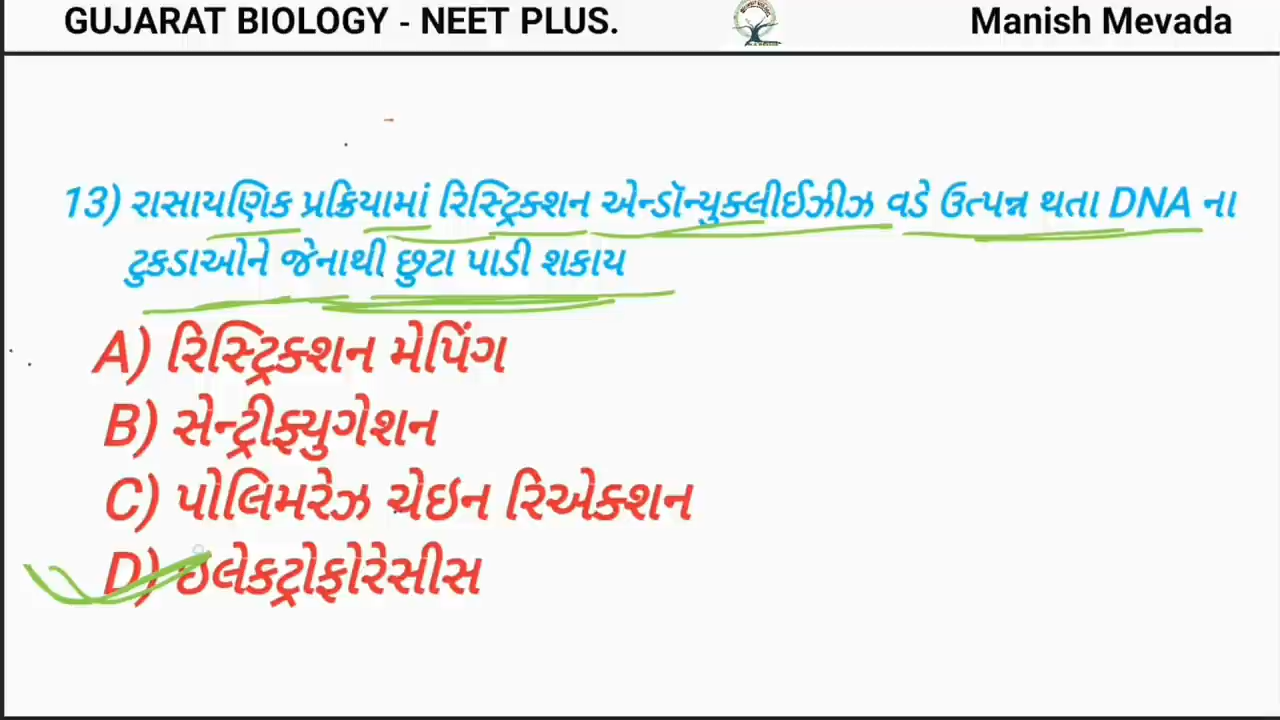 GUJARAT BIOLOGY - NEET PLUS.
Manish Mevada
13) રાસાયણિક પ્રક્રિયામાં રિસ્ટ્રિક્શન એન્ડૉન્યુક્લીઈઝીઝ વડે ઉત્પન્ન થતા DNA ના
ટુકડાઓને જેનાથી છુટા પાડી શકાય
A) રિસ્ટ્રિક્શન મેપિંગ
B) સેન્ટ્રીફ્યુગેશન
C) પોલિમરેઝ ચેઇન રિએક્શન
D) ઇલેકટ્રોફોરેસીસ